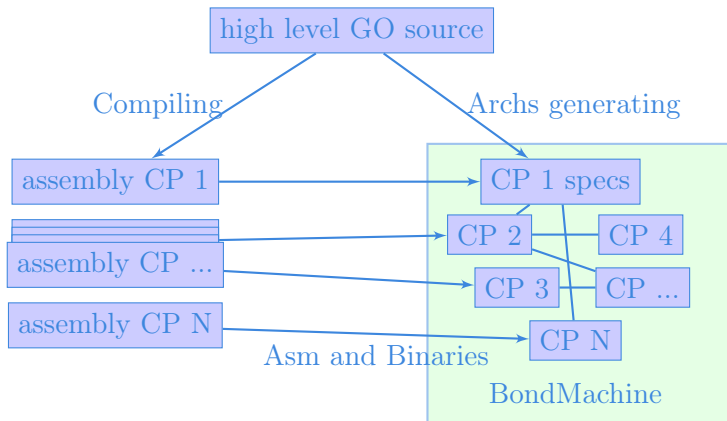 high level GO source
Compiling
Archs generating
assembly CP 1
CP 1 specs
CP 2
CP 4
assembly CP ...
CP 3
CP ...
assembly CP N
CP N
Asm and Binaries
BondMachine